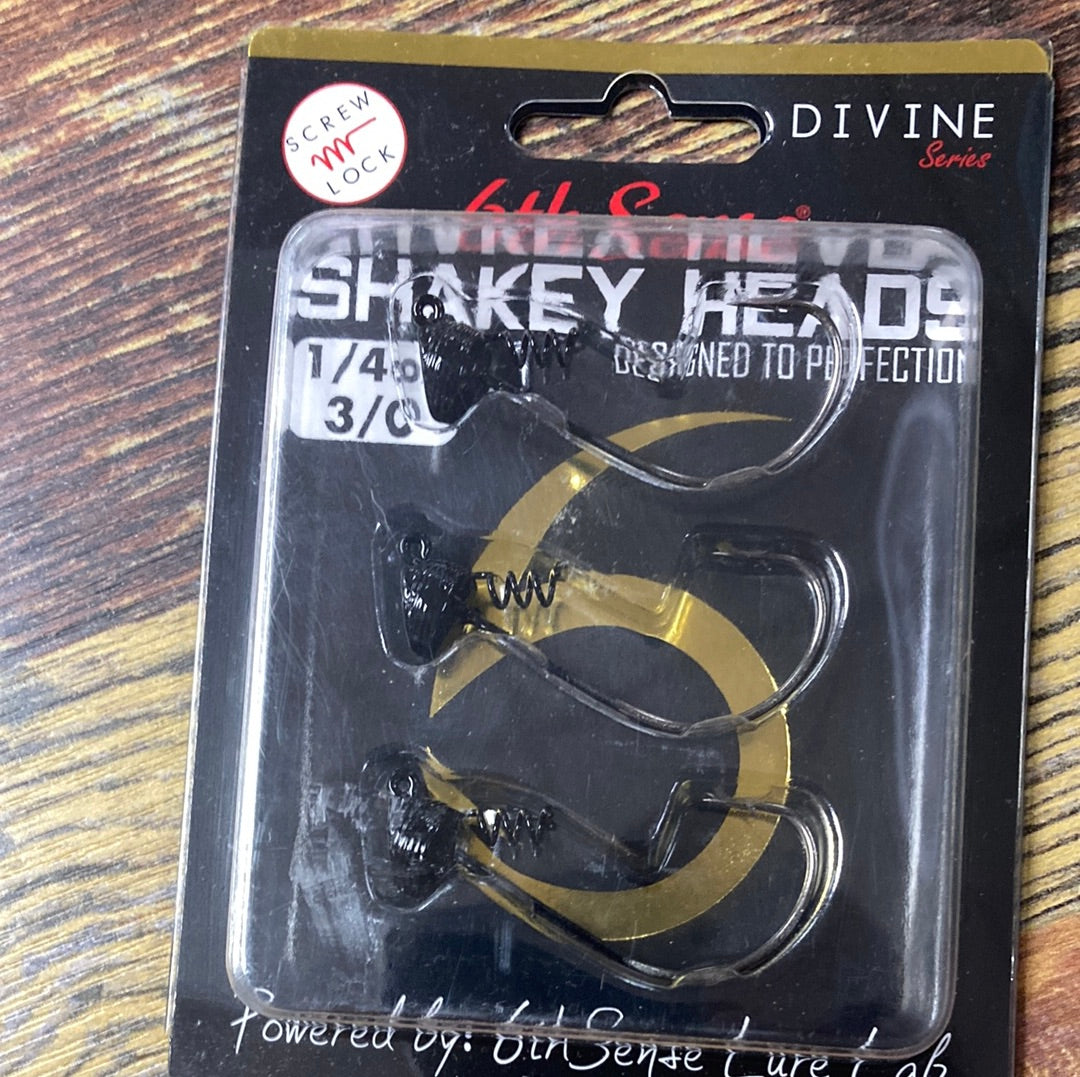 SCREW
LOCK
DIVINE
Series
6th Sense®
SHAKEY HEADS
1/4oz
DESIGNED TO PERFECTION
3/0
Powered by: 6th Sense Lure Lab